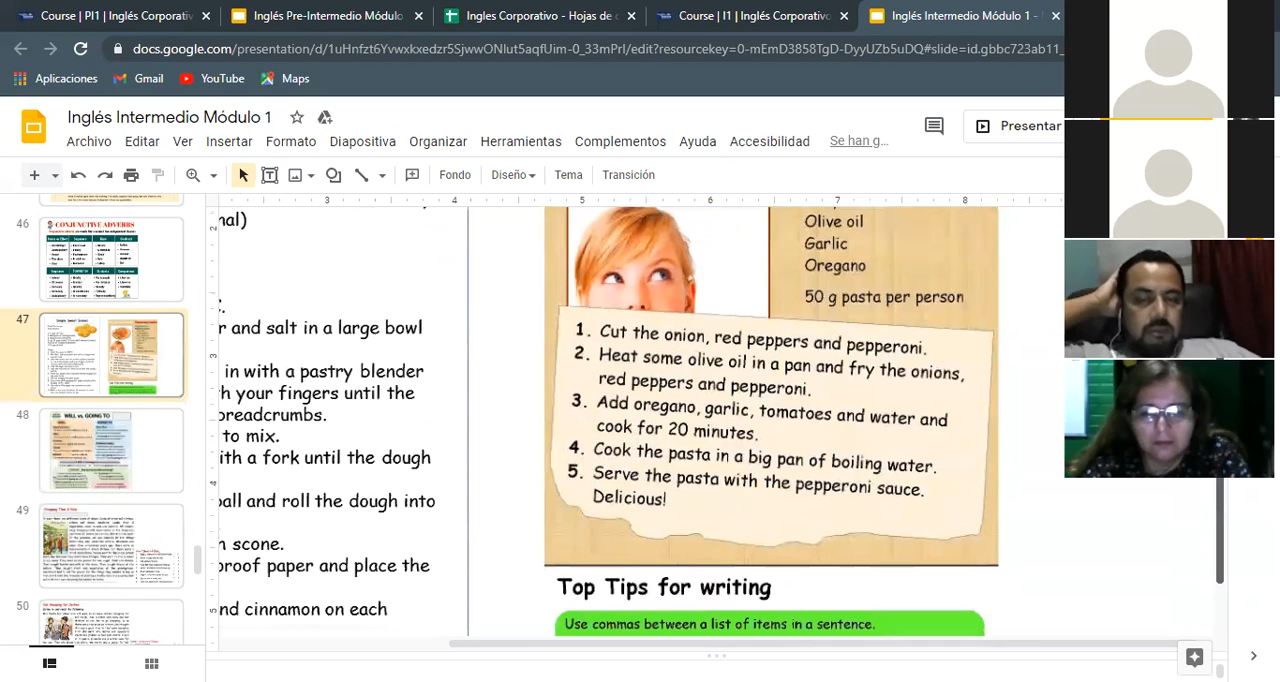 Course | PI1 | Inglés Corporativ
Inglés Pre-Intermedio Módulo
Ingles Corporativo - Hojas de c
Course | I1 | Inglés Corporativo
Inglés Intermedio Módulo 1 -
docs.google.com/presentation/d/1uHnfzt6Yvwxkxedzr5SjwwONlut5aqfUim-0_33mPrI/edit?resourcekey=0-mEmD3858TgD-DyyUZb5uDQ#slide=id.gbbc723ab11_
Aplicaciones
Gmail
YouTube
Maps
Inglés Intermedio Módulo 1
Presentar
Archivo Editar Ver Insertar Formato Diapositiva Organizar Herramientas Complementos Ayuda Accesibilidad Se han g...
Fondo Diseño Tema Transición
3 4 5 6 7 8
46
CONJUNCTIVE ADVERBS
47
48
WILL vs. GOING TO
49
50
nal)
r and salt in a large bowl
in with a pastry blender
h your fingers until the
breadcrumbs.
to mix.
ith a fork until the dough
ball and roll the dough into
n scone.
proof paper and place the
nd cinnamon on each
Olive oil
Garlic
Oregano
50 g pasta per person
1. Cut the onion, red peppers and pepperoni.
2. Heat some olive oil in a pan and fry the onions,
red peppers and pepperoni.
3. Add oregano, garlic, tomatoes and water and
cook for 20 minutes.
4. Cook the pasta in a big pan of boiling water.
5. Serve the pasta with the pepperoni sauce.
Delicious!
Top Tips for writing
Use commas between a list of items in a sentence.